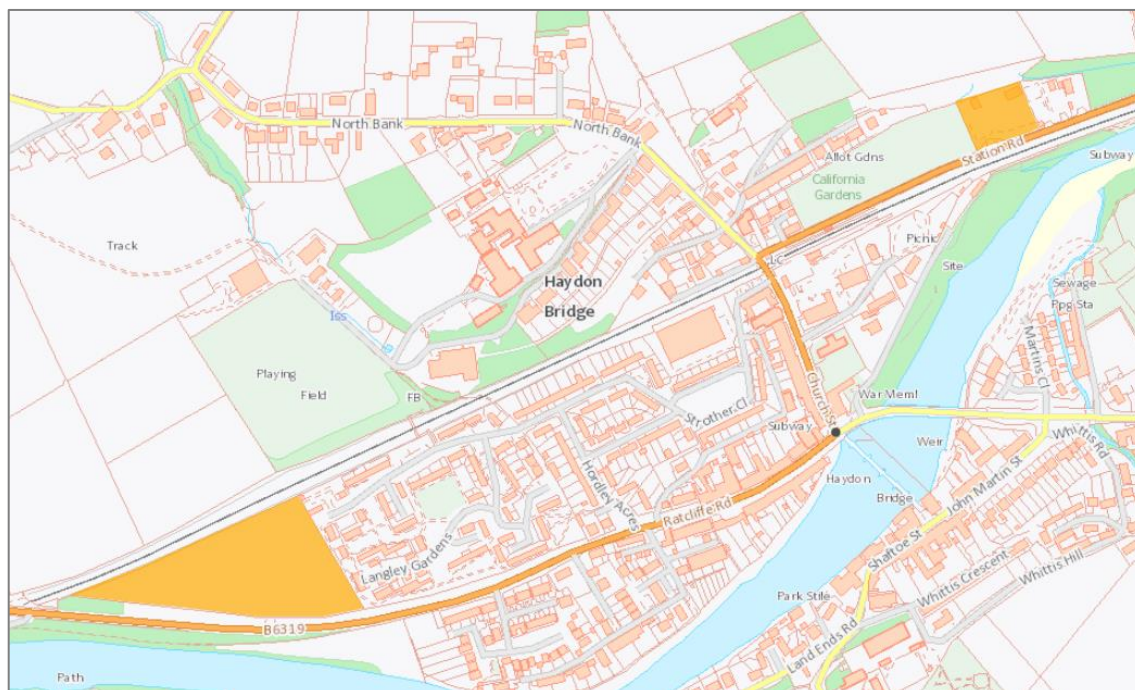 North Bank
North Bank
Station Rd
Subway
Allot Gdns
California
Gardens
LC
Picnic
Track
Site
Haydon
Bridge
Sewage
Ppg Sta
Iss
Martins Cl
Playing
Field
FB
Church St
War Meml
Strother Cl
Subway
Weir
Whittis Rd
Haydon
Bridge
John Martin St
Hordley Acres
Ratcliffe Rd
Langley Gardens
Shaftoe St
Whittis Crescent
Whittis Hill
Park Stile
B6319
Land Ends Rd
Path